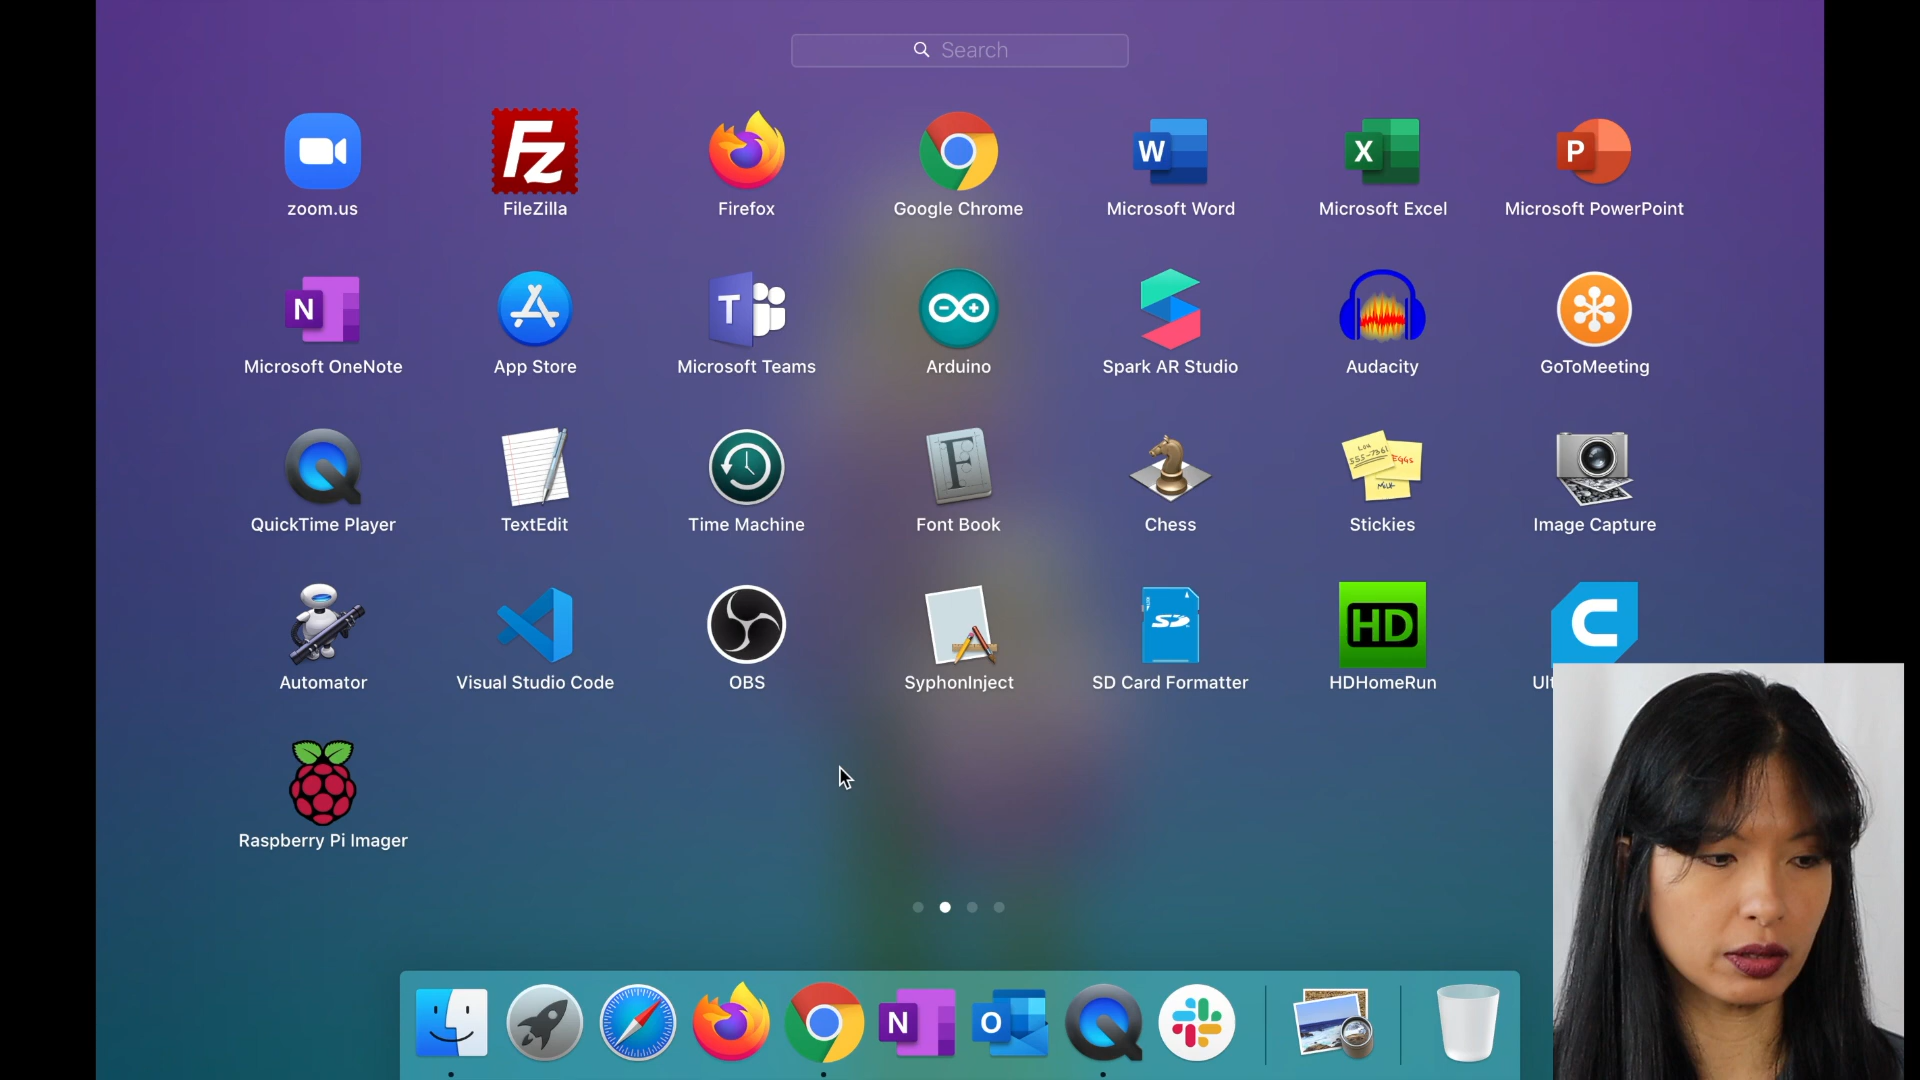 Search
zoom.us
FileZilla
Firefox
Google Chrome
Microsoft Word
Microsoft Excel
Microsoft PowerPoint
Microsoft OneNote
App Store
Microsoft Teams
Arduino
Spark AR Studio
Audacity
GoToMeeting
QuickTime Player
TextEdit
Time Machine
Font Book
Chess
Stickies
Image Capture
Automator
Visual Studio Code
OBS
SyphonInject
SD Card Formatter
HD
HDHomeRun
Raspberry Pi Imager